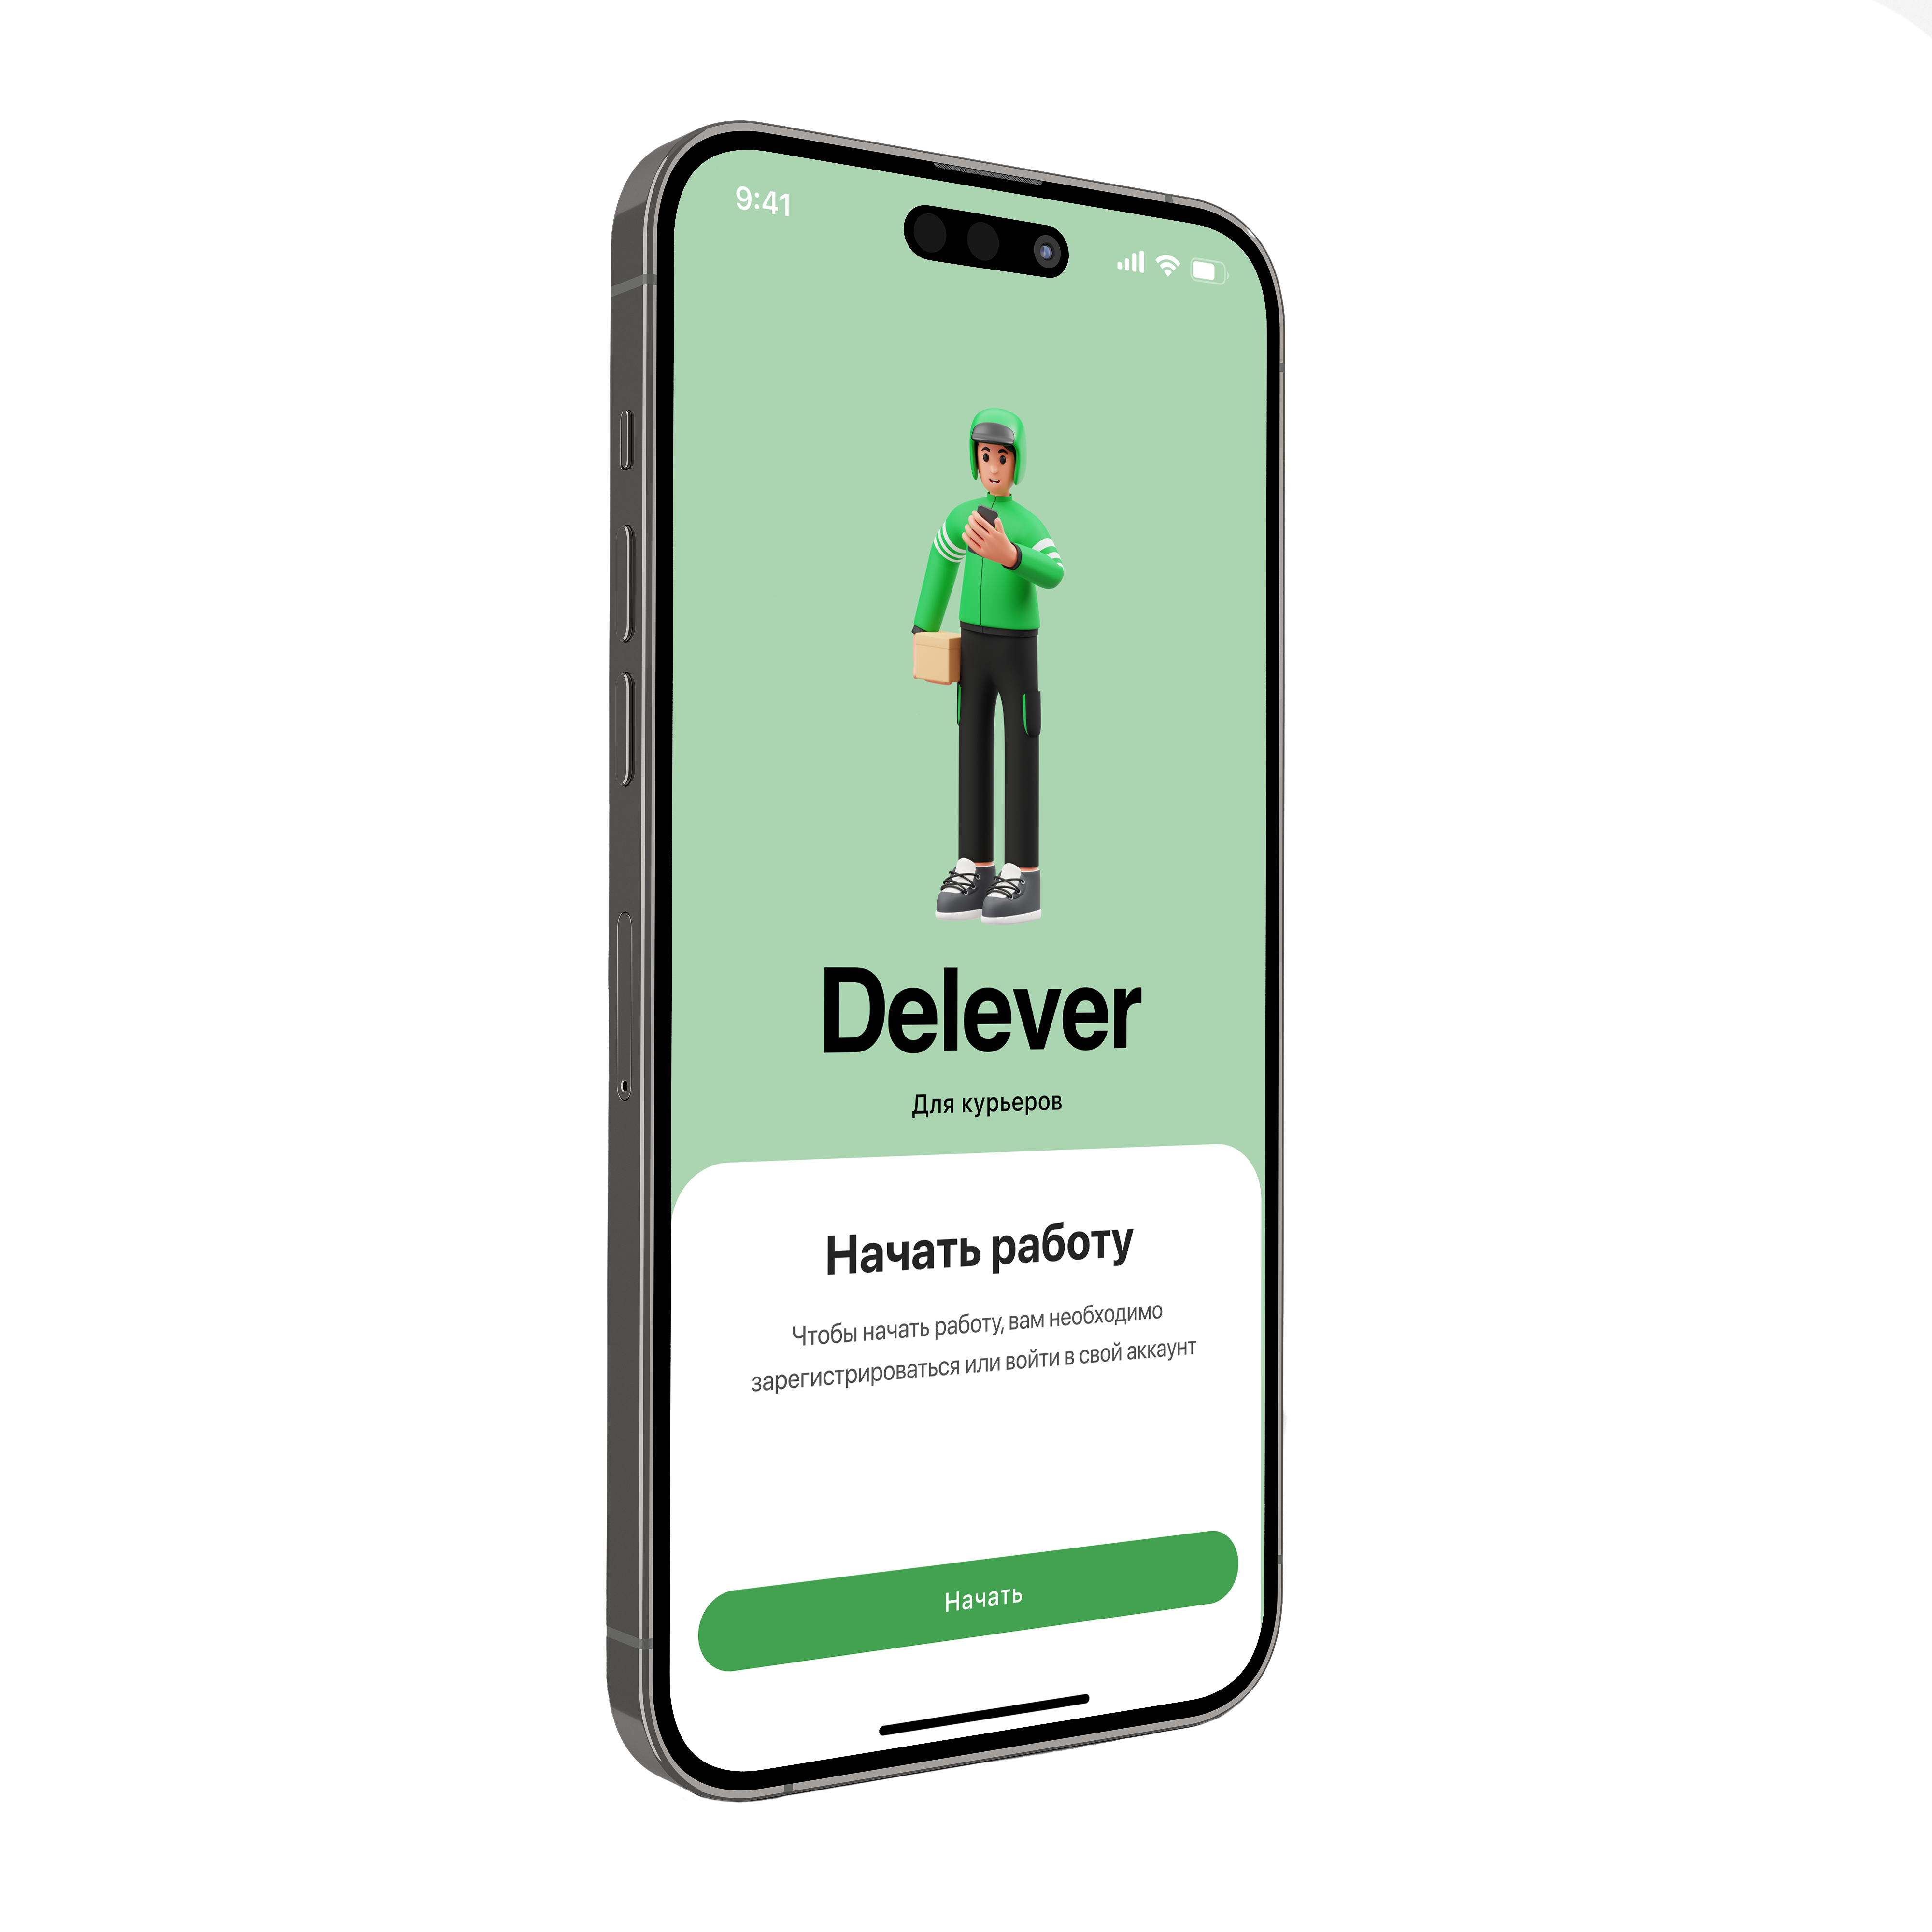 9:41
Delever
Для курьеров
Начать работу
Чтобы начать работу, вам необходимо
зарегистрироваться или войти в свой аккаунт
Начать